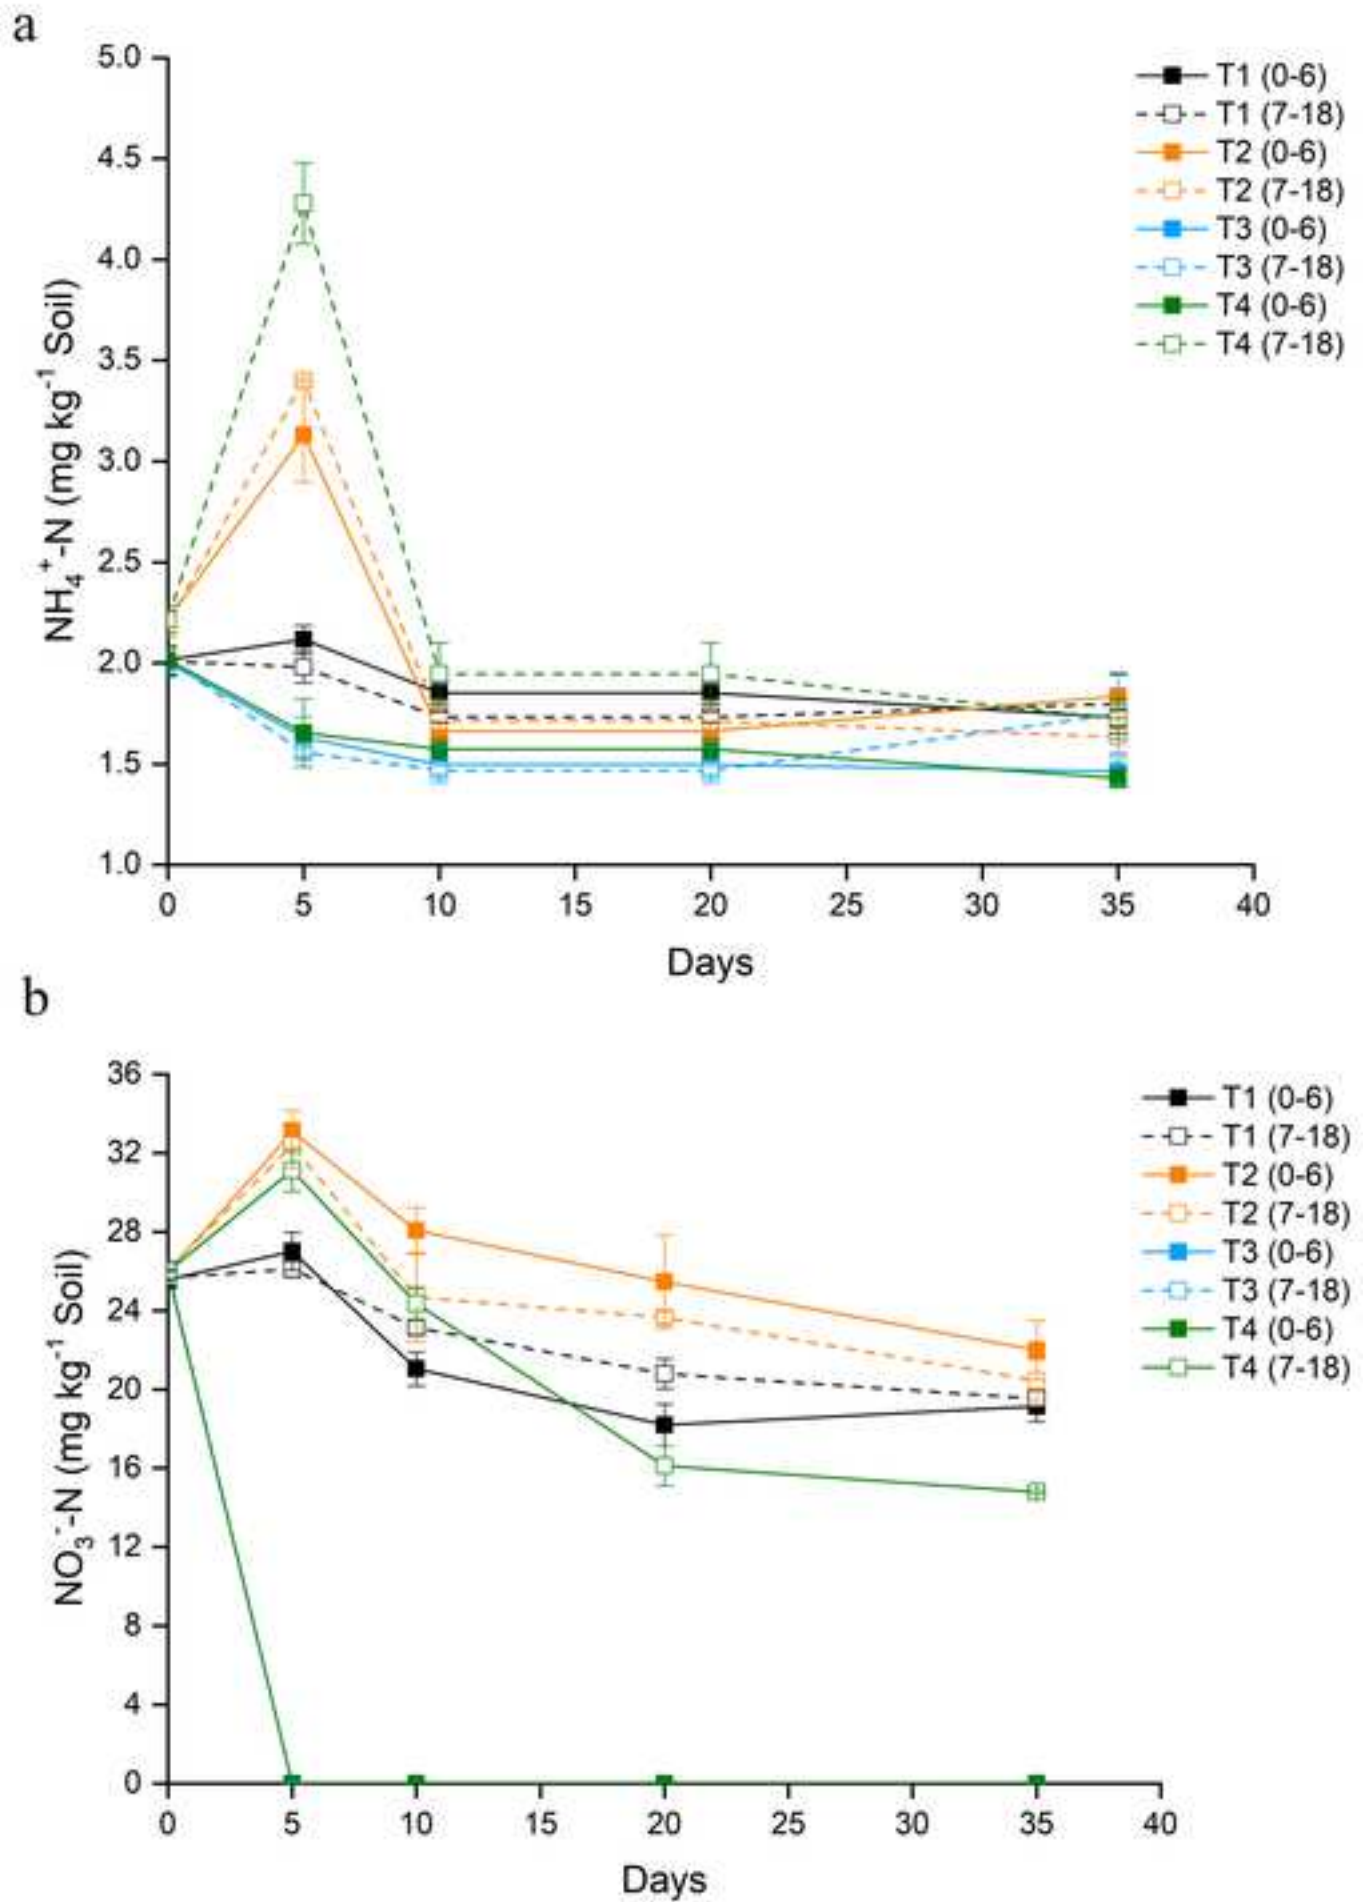 a
5.0
4.5
4.0
3.5
3.0
2.5
2.0
1.5
1.0
NH₄⁺-N (mg kg⁻¹ Soil)
0 5 10 15 20 25 30 35 40
Days
T1 (0-6)
T1 (7-18)
T2 (0-6)
T2 (7-18)
T3 (0-6)
T3 (7-18)
T4 (0-6)
T4 (7-18)
b
36
32
28
24
20
16
12
8
4
0
NO₃⁻-N (mg kg⁻¹ Soil)
0 5 10 15 20 25 30 35 40
Days
T1 (0-6)
T1 (7-18)
T2 (0-6)
T2 (7-18)
T3 (0-6)
T3 (7-18)
T4 (0-6)
T4 (7-18)